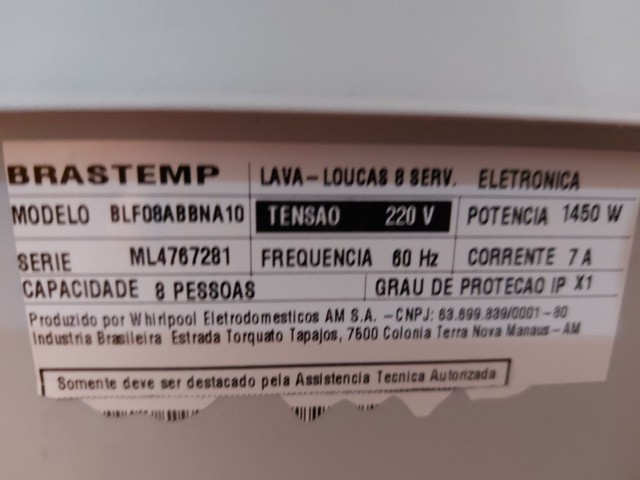 BRASTEMP LAVA-LOUCAS 8 SERV. ELETRONICA
MODELO BLF08ABBNA10 TENSAO 220 V POTENCIA 1450 W
SERIE ML4767281 FREQUENCIA 60 Hz CORRENTE 7 A
CAPACIDADE 8 PESSOAS GRAU DE PROTECAO IP X1
Produzido por Whirlpool Eletrodomesticos AM S.A. -CNPJ: 63.699.839/0001-80
Industria Brasileira Estrada Torquato Tapajos, 7500 Colonia Terra Nova Manaus-AM
Somente deve ser destacado pela Assistencia Tecnica Autorizada